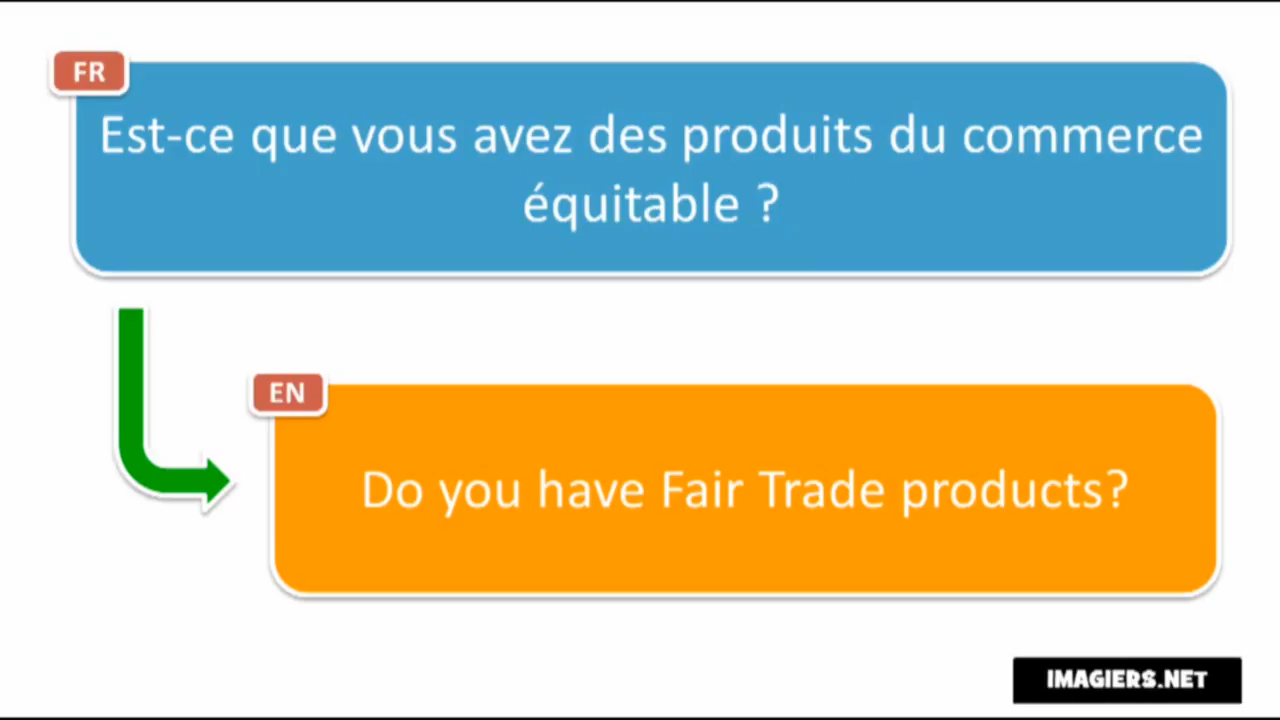 FR
Est-ce que vous avez des produits du commerce
équitable ?
EN
Do you have Fair Trade products?
IMAGIERS.NET